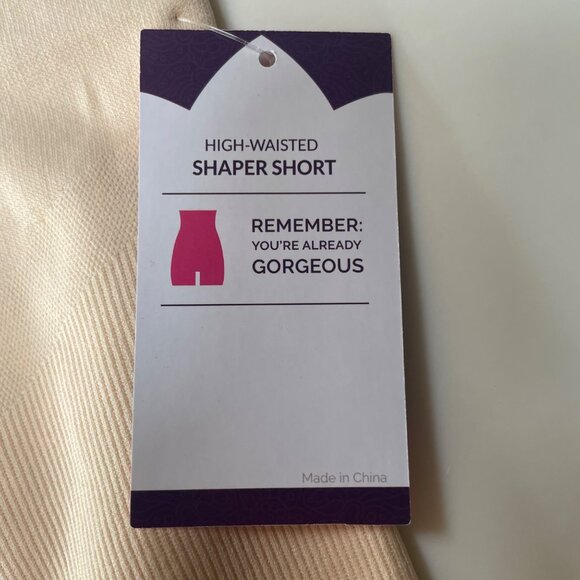 HIGH-WAISTED
SHAPER SHORT
REMEMBER:
YOU'RE ALREADY
GORGEOUS
Made in China